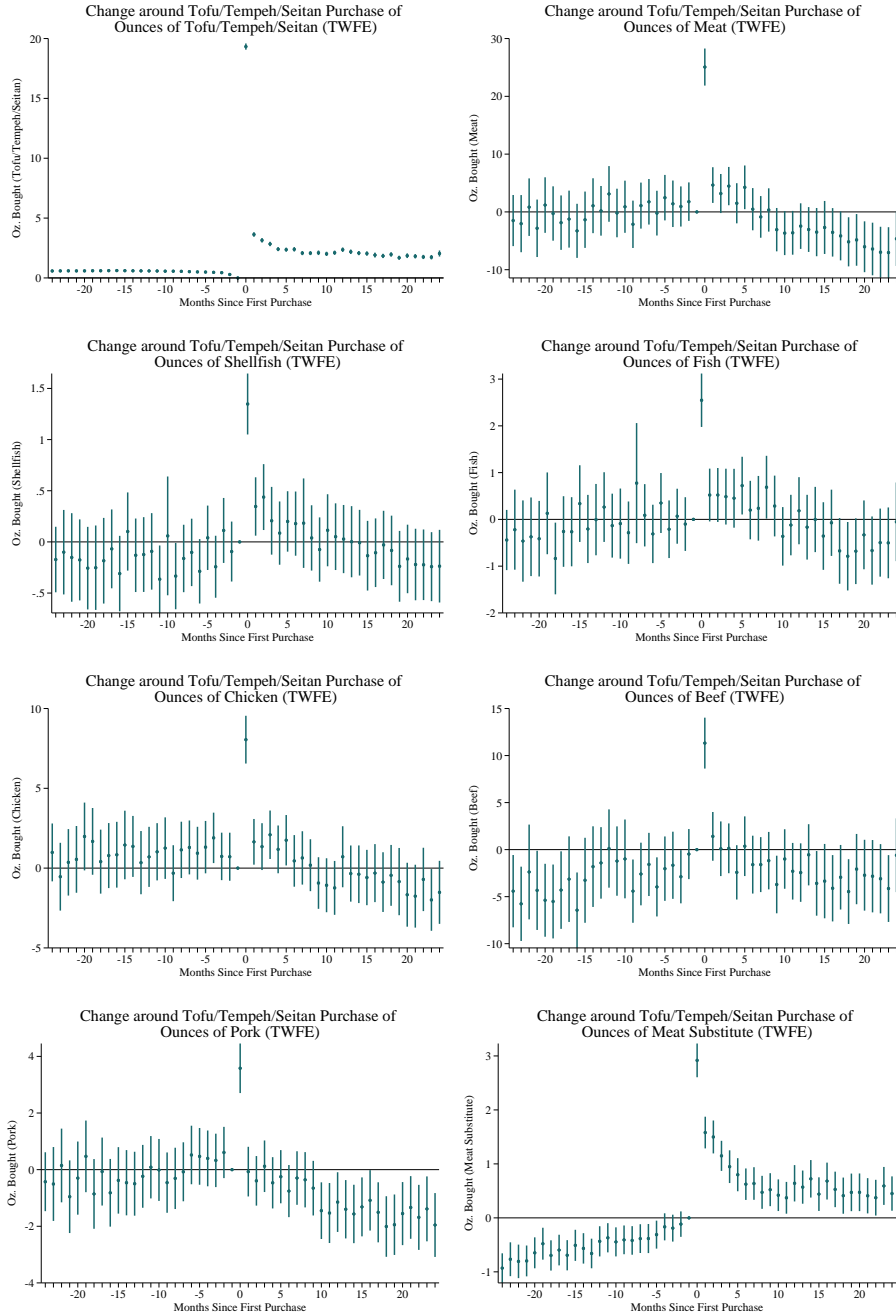 Change around Tofu/Tempeh/Seitan Purchase of
Ounces of Tofu/Tempeh/Seitan (TWFE)
Oz. Bought (Tofu/Tempeh/Seitan)
20
15
10
5
0
-20 -15 -10 -5 0 5 10 15 20
Months Since First Purchase
Change around Tofu/Tempeh/Seitan Purchase of
Ounces of Meat (TWFE)
Oz. Bought (Meat)
30
20
10
0
-10
-20 -15 -10 -5 0 5 10 15 20
Months Since First Purchase
Change around Tofu/Tempeh/Seitan Purchase of
Ounces of Shellfish (TWFE)
Oz. Bought (Shellfish)
1.5
1
.5
0
-.5
-20 -15 -10 -5 0 5 10 15 20
Months Since First Purchase
Change around Tofu/Tempeh/Seitan Purchase of
Ounces of Fish (TWFE)
Oz. Bought (Fish)
3
2
1
0
-1
-2
-20 -15 -10 -5 0 5 10 15 20
Months Since First Purchase
Change around Tofu/Tempeh/Seitan Purchase of
Ounces of Chicken (TWFE)
Oz. Bought (Chicken)
10
5
0
-5
-20 -15 -10 -5 0 5 10 15 20
Months Since First Purchase
Change around Tofu/Tempeh/Seitan Purchase of
Ounces of Beef (TWFE)
Oz. Bought (Beef)
15
10
5
0
-5
-10
-20 -15 -10 -5 0 5 10 15 20
Months Since First Purchase
Change around Tofu/Tempeh/Seitan Purchase of
Ounces of Pork (TWFE)
Oz. Bought (Pork)
4
2
0
-2
-4
-20 -15 -10 -5 0 5 10 15 20
Months Since First Purchase
Change around Tofu/Tempeh/Seitan Purchase of
Ounces of Meat Substitute (TWFE)
Oz. Bought (Meat Substitute)
3
2
1
0
-1
-20 -15 -10 -5 0 5 10 15 20
Months Since First Purchase